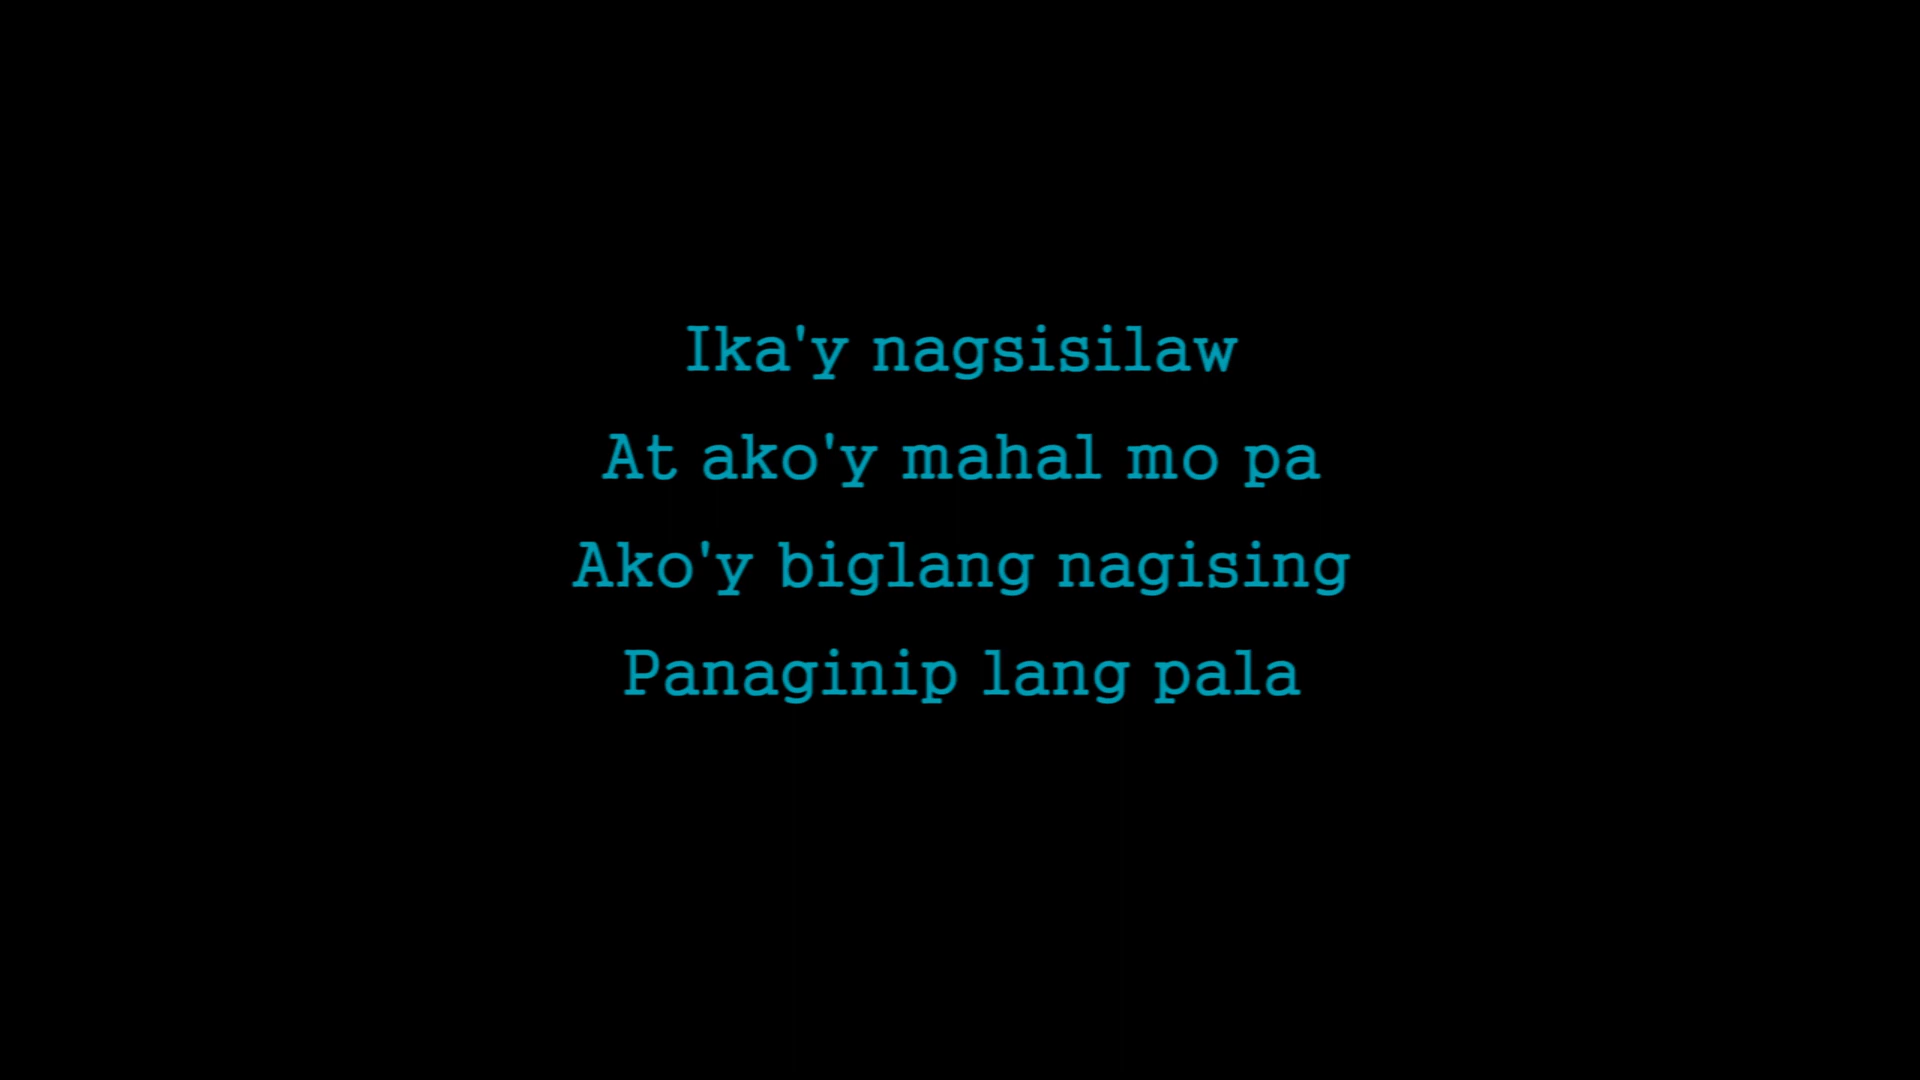 Ika'y nagsisilaw
At ako'y mahal mo pa
Ako'y biglang nagising
Panaginip lang pala